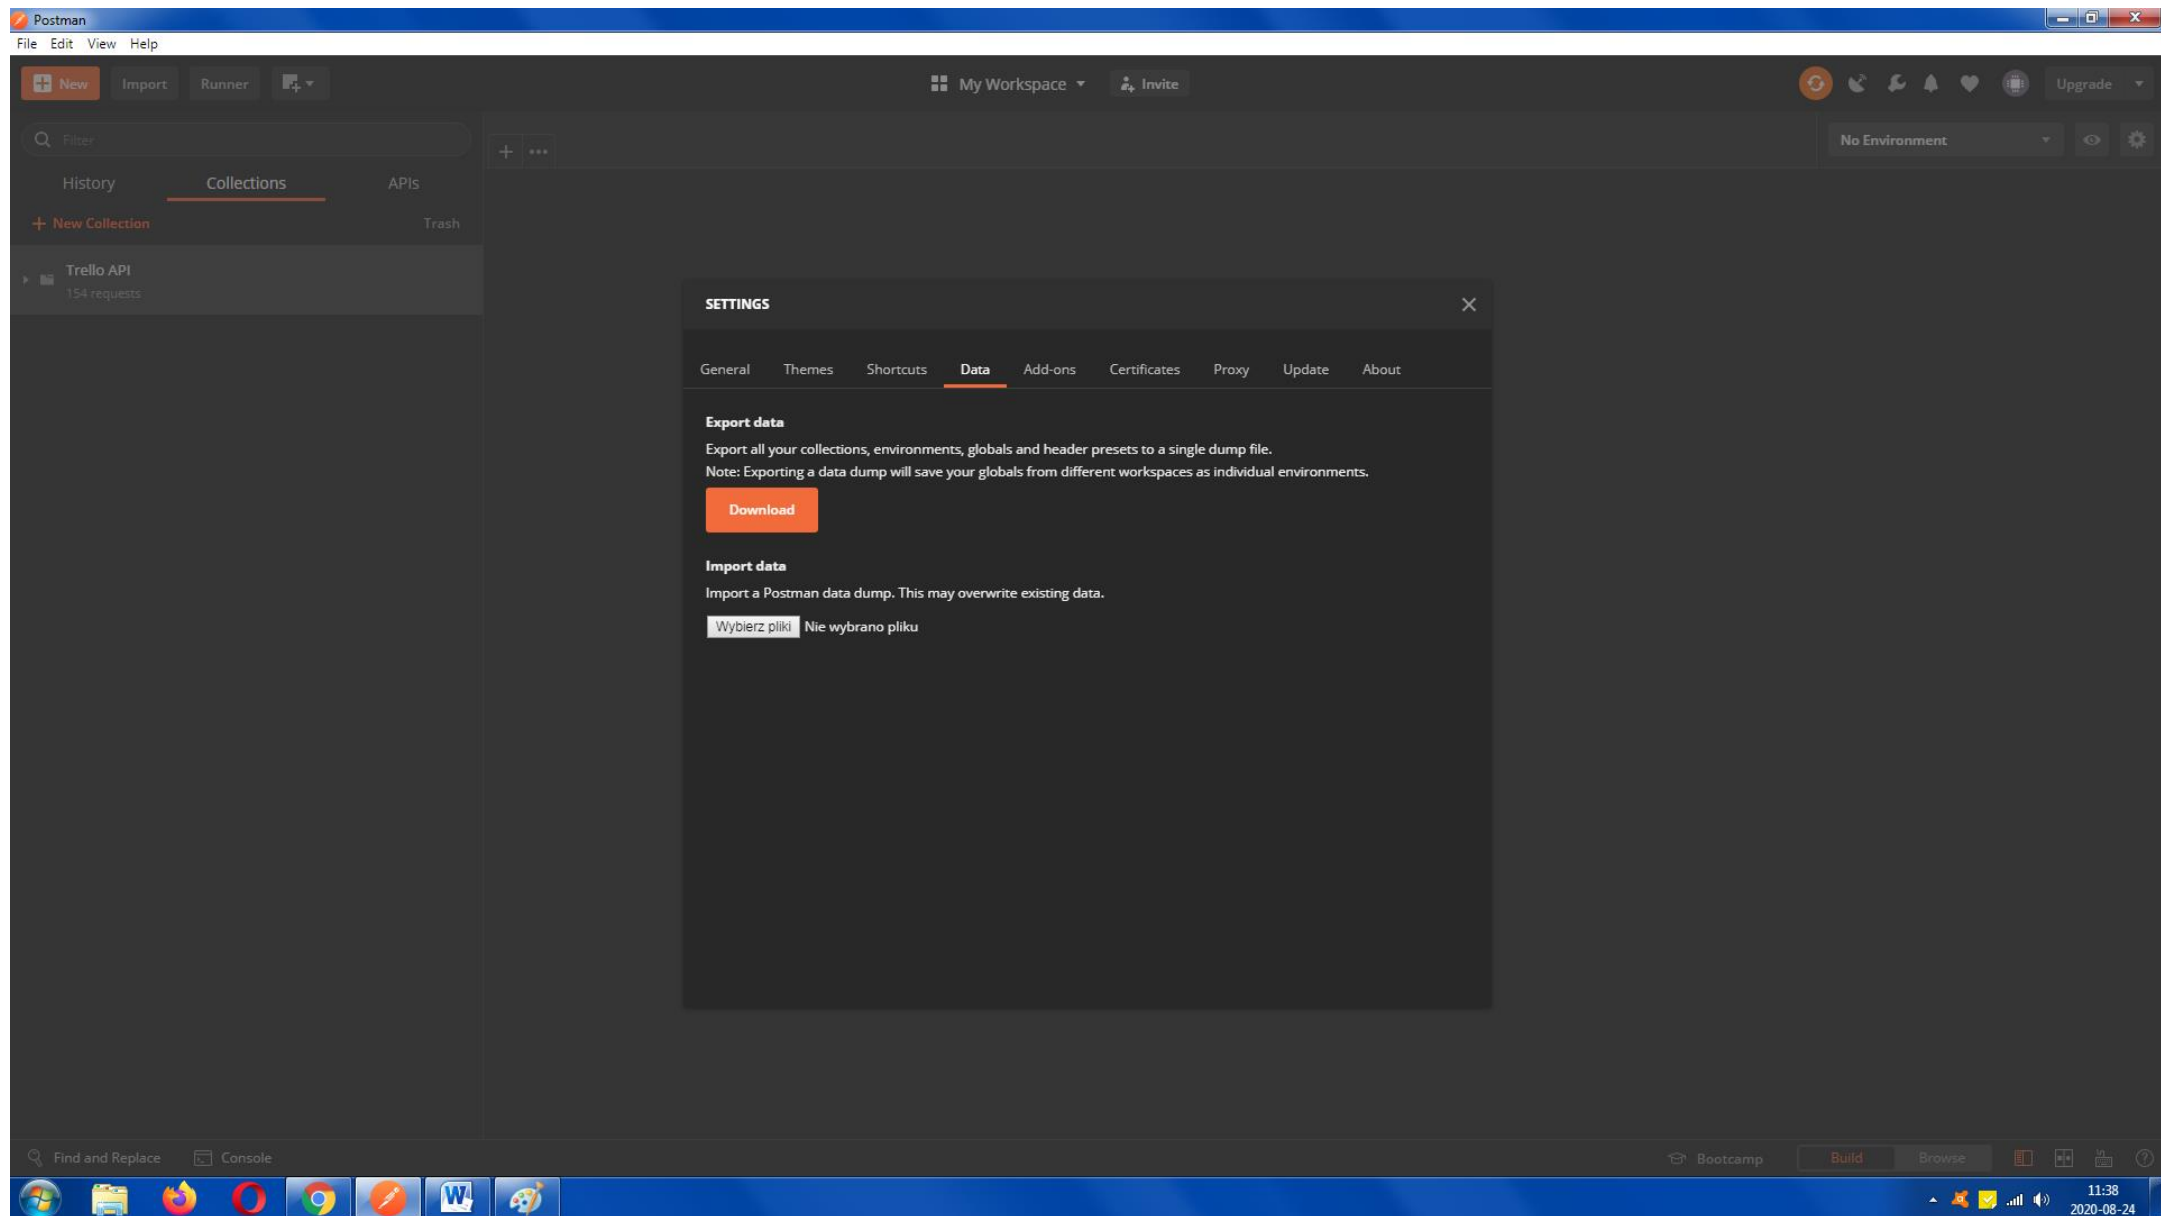 Postman
File Edit View Help
New Import Runner My Workspace Invite Upgrade
Filter No Environment
History Collections APIs
New Collection Trash
Trello API
154 requests
SETTINGS
General Themes Shortcuts Data Add-ons Certificates Proxy Update About
Export data
Export all your collections, environments, globals and header presets to a single dump file.
Note: Exporting a data dump will save your globals from different workspaces as individual environments.
Download
Import data
Import a Postman data dump. This may overwrite existing data.
Wybierz pliki Nie wybrano pliku
Find and Replace Console Bootcamp Build Browse
11:38
2020-08-24